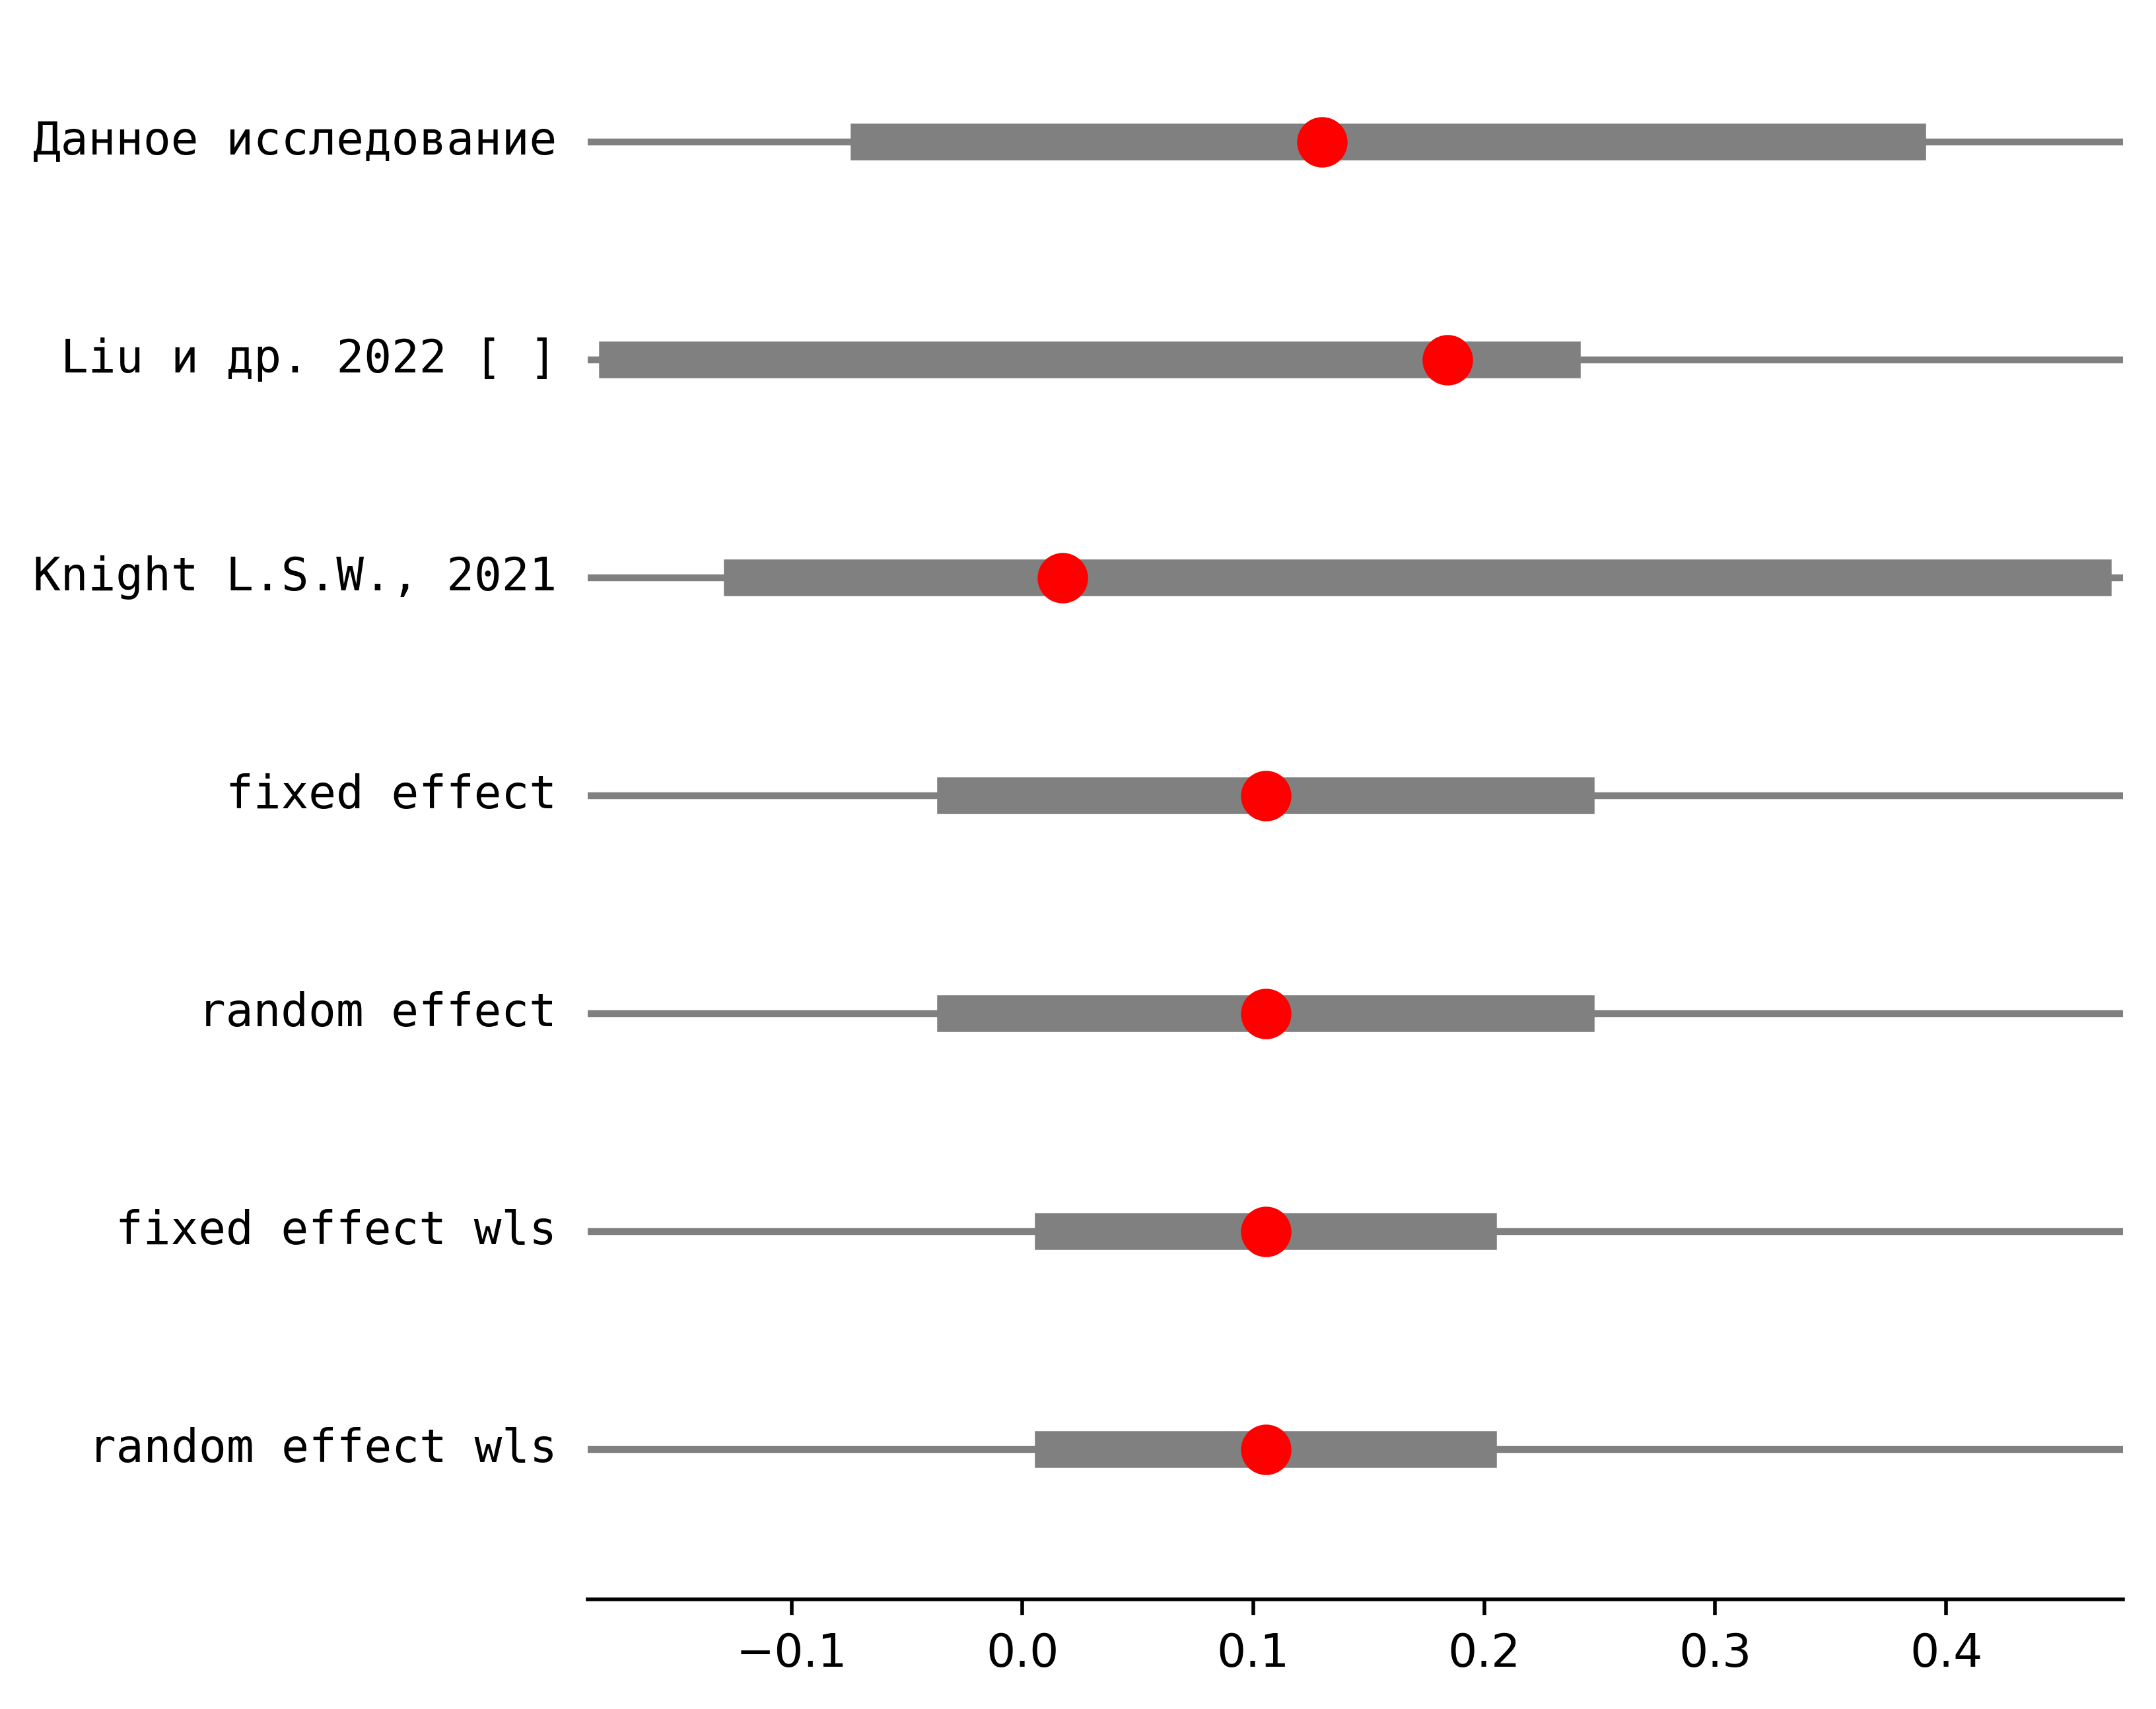 Данное исследование
Liu и др. 2022 [ ]
Knight L.S.W., 2021
fixed effect
random effect
fixed effect wls
random effect wls
−0.1 0.0 0.1 0.2 0.3 0.4